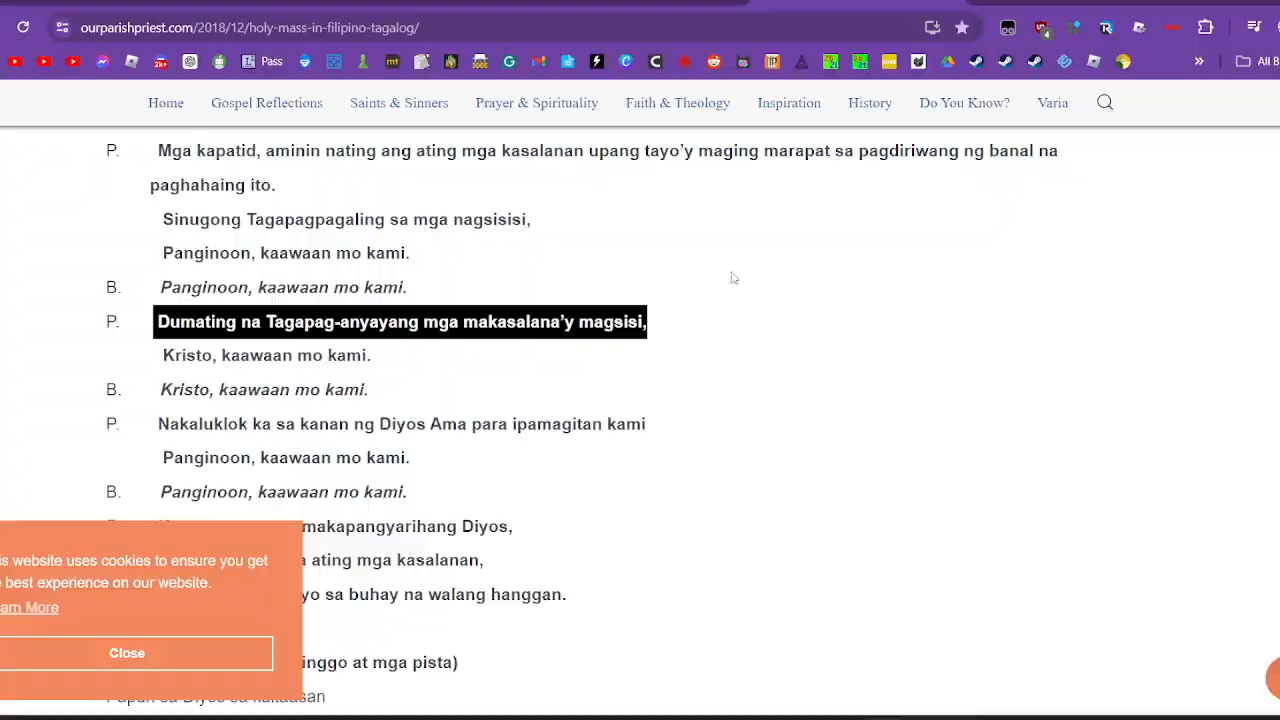 ourparishpriest.com/2018/12/holy-mass-in-filipino-tagalog/
Pass
All B
Home Gospel Reflections Saints & Sinners Prayer & Spirituality Faith & Theology Inspiration History Do You Know? Varia
P. Mga kapatid, aminin nating ang ating mga kasalanan upang tayo’y maging marapat sa pagdiriwang ng banal na
paghahaing ito.
Sinugong Tagapagpagaling sa mga nagsisisi,
Panginoon, kaawaan mo kami.
B. Panginoon, kaawaan mo kami.
P. Dumating na Tagapag-anyayang mga makasalana’y magsisi,
Kristo, kaawaan mo kami.
B. Kristo, kaawaan mo kami.
P. Nakaluklok ka sa kanan ng Diyos Ama para ipamagitan kami
Panginoon, kaawaan mo kami.
B. Panginoon, kaawaan mo kami.
makapangyarihang Diyos,
ating mga kasalanan,
yo sa buhay na walang hanggan.
inggo at mga pista)
is website uses cookies to ensure you get
best experience on our website.
arn More
Close